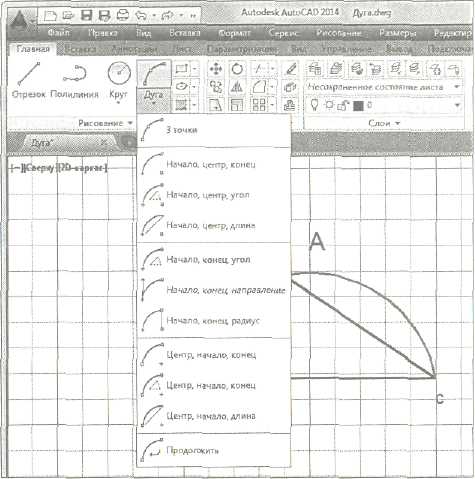 Autodesk AutoCAD 2014 Дуга.dwg
Файл Правка Вид Вставка Формат Сервис Рисование Размеры Редактир
Главная Вставка Аннотации Лист Параметризация Вид Управление Вывод Подключа
Отрезок Полилиния Круг Дуга
Несохраненное состояние листа
0
Рисование Слои
Дуга*
[−][Сверху][2D-каркас]
3 точки
Начало, центр, конец
Начало, центр, угол
Начало, центр, длина
Начало, конец, угол
Начало, конец, направление
Начало, конец, радиус
Центр, начало, конец
Центр, начало, конец
Центр, начало, длина
Продолжить
A
c